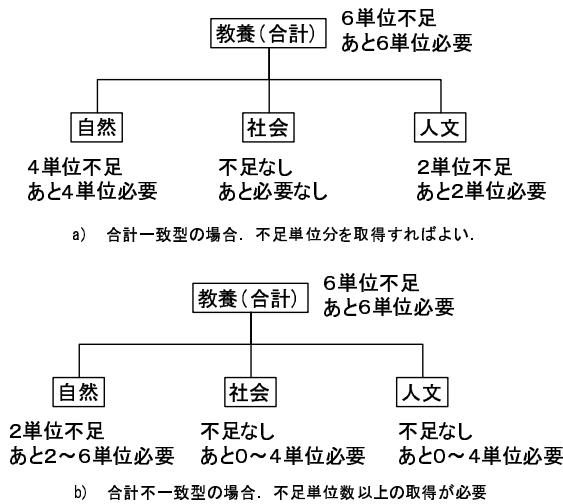 教養(合計)
6単位不足
あと6単位必要
自然
社会
人文
4単位不足
あと4単位必要
不足なし
あと必要なし
2単位不足
あと2単位必要
a) 合計一致型の場合. 不足単位分を取得すればよい.
教養(合計)
6単位不足
あと6単位必要
自然
社会
人文
2単位不足
あと2〜6単位必要
不足なし
あと0〜4単位必要
不足なし
あと0〜4単位必要
b) 合計不一致型の場合. 不足単位数以上の取得が必要